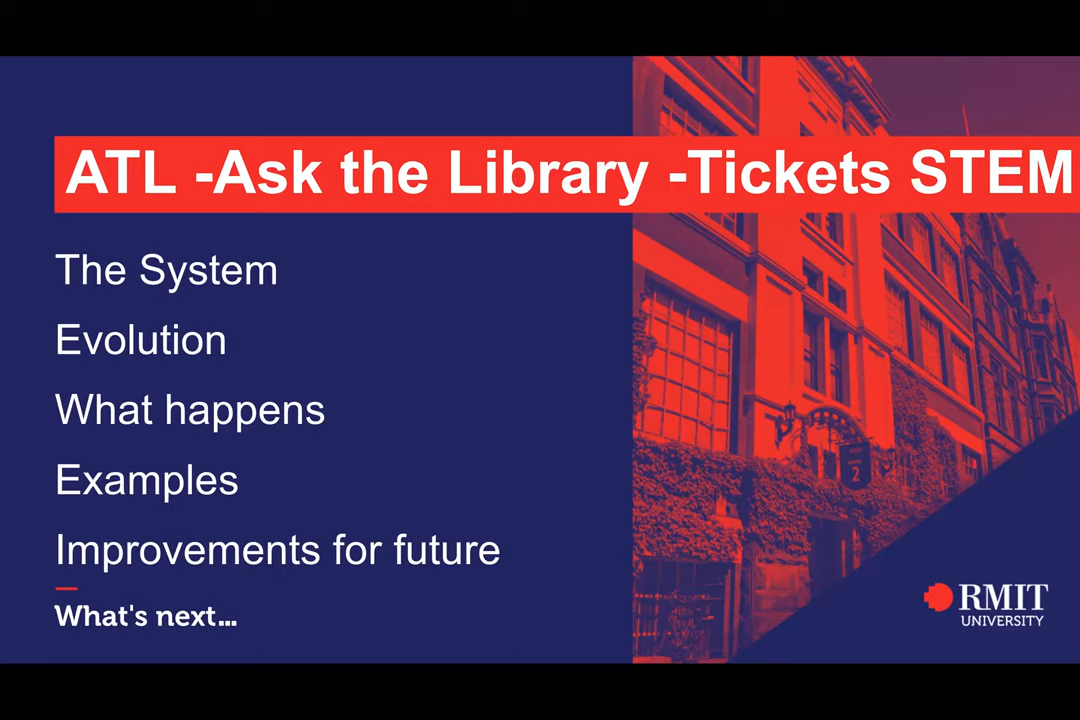 ATL -Ask the Library -Tickets STEM
The System
Evolution
What happens
Examples
Improvements for future
What's next...
2
RMIT
UNIVERSITY